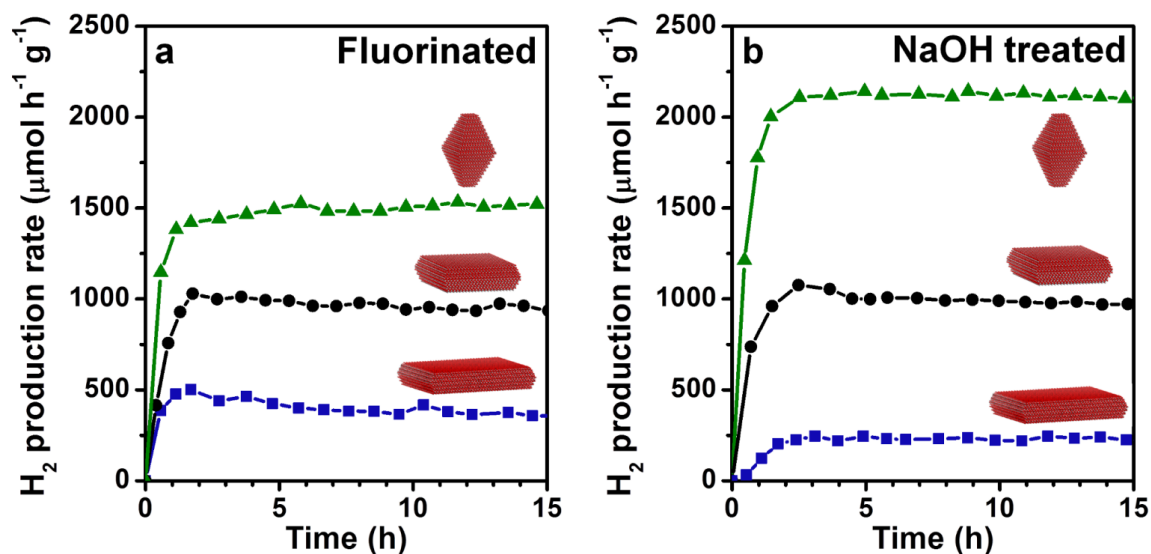 a
Fluorinated
H₂ production rate (μmol h⁻¹ g⁻¹)
2500
2000
1500
1000
500
0
0
5
10
15
Time (h)
b
NaOH treated
H₂ production rate (μmol h⁻¹ g⁻¹)
2500
2000
1500
1000
500
0
0
5
10
15
Time (h)